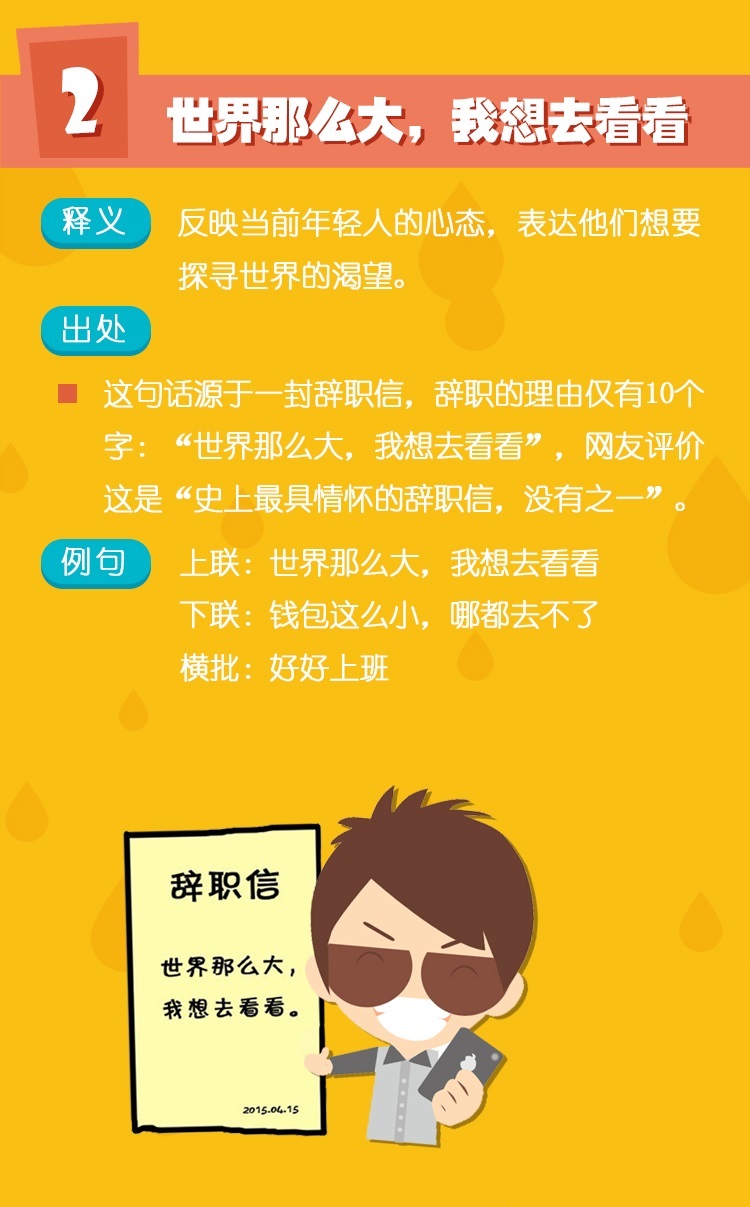 2
世界那么大，我想去看看
释义
反映当前年轻人的心态，表达他们想要
探寻世界的渴望。
出处
这句话源于一封辞职信，辞职的理由仅有10个
字：“世界那么大，我想去看看”，网友评价
这是“史上最具情怀的辞职信，没有之一”。
例句
上联：世界那么大，我想去看看
下联：钱包这么小，哪都去不了
横批：好好上班
辞职信
世界那么大，
我想去看看。
2015.04.15